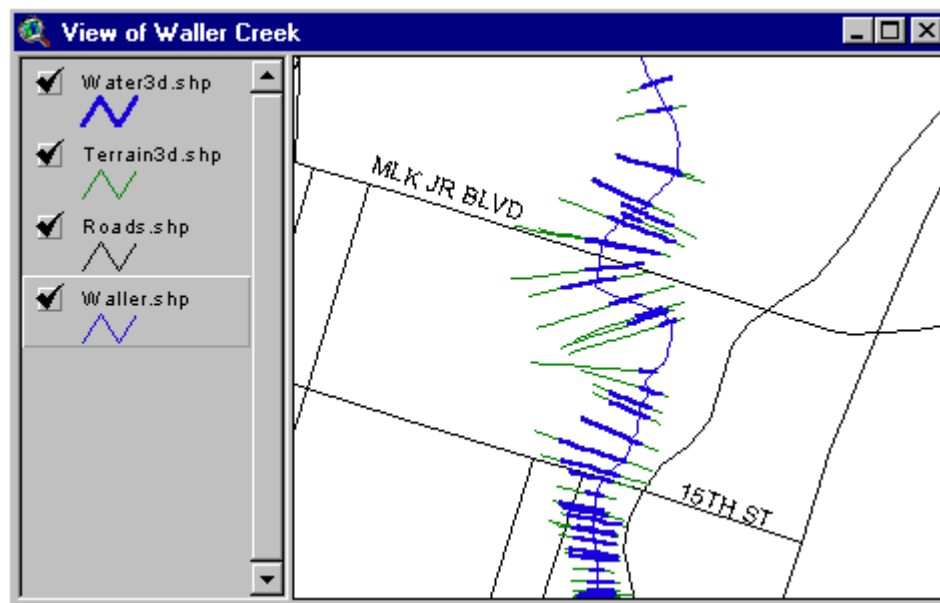 View of Waller Creek
Water3d.shp
Terrain3d.shp
Roads.shp
Waller.shp
MLK JR BLVD
15TH ST